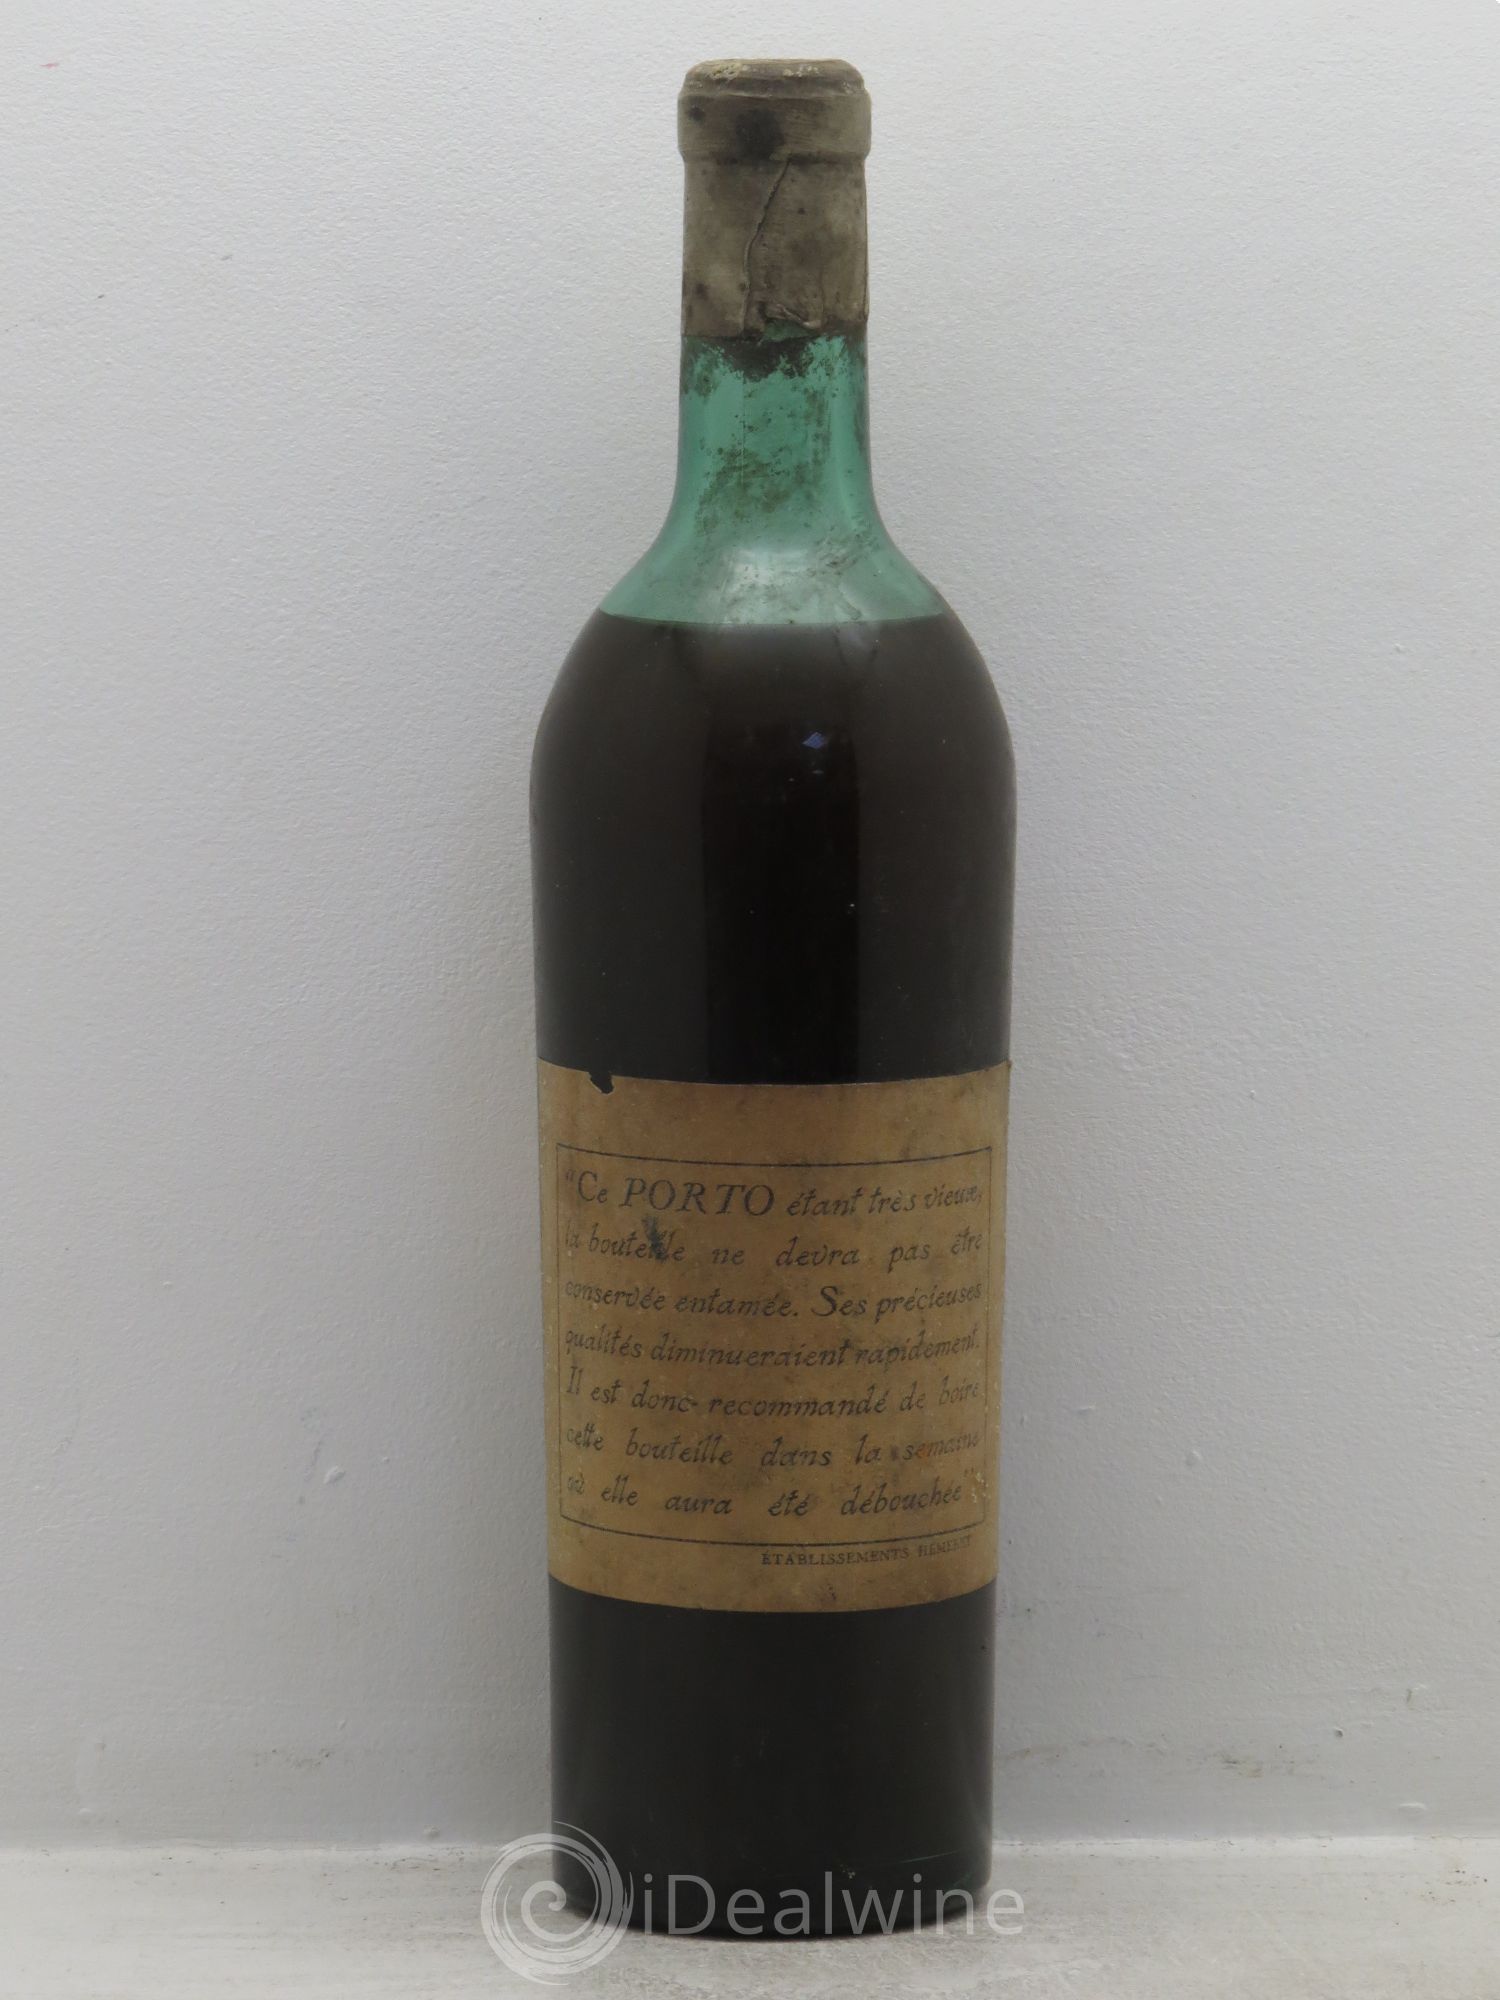 “Ce PORTO étant très vieux,
la bouteille ne devra pas être
conservée entamée. Ses précieuses
qualités diminueraient rapidement.
Il est donc recommandé de boire
cette bouteille dans la semaine
où elle aura été débouchée”
ÉTABLISSEMENTS HÉMERET
iDealwine